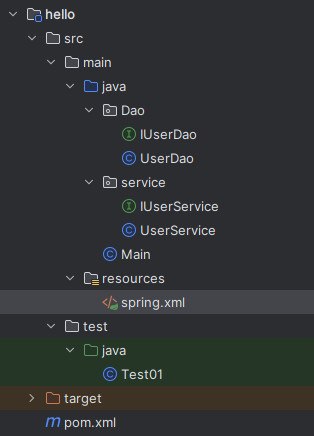 hello
src
main
java
Dao
IUserDao
UserDao
service
IUserService
UserService
Main
resources
spring.xml
test
java
Test01
target
pom.xml